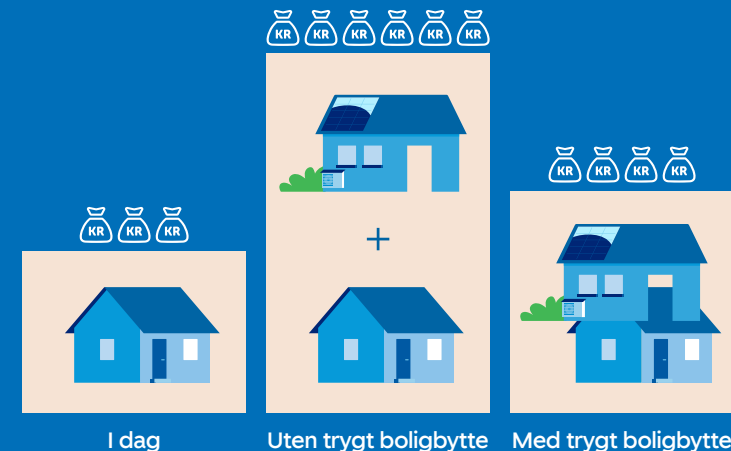 KR KR KR KR KR KR
KR KR KR KR
KR KR KR
I dag
Uten trygt boligbytte
Med trygt boligbytte